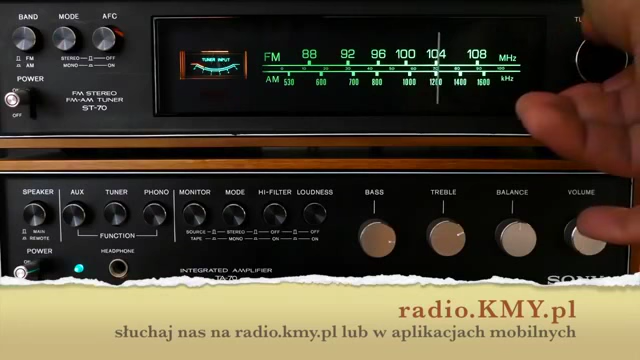 BAND MODE AFC
FM AM STEREO MONO OFF ON
POWER
ON
OFF
FM STEREO
FM-AM TUNER
ST-70
TUNER INPUT
FM 88 92 96 100 104 108 MHz
AM 530 600 700 800 1000 1200 1400 1600 kHz
SPEAKER AUX TUNER PHONO MONITOR MODE HI-FILTER LOUDNESS BASS TREBLE BALANCE VOLUME
MAIN
REMOTE
FUNCTION
SOURCE STEREO OFF OFF
TAPE MONO ON ON
POWER
HEADPHONE
INTEGRATED AMPLIFIER
TA-70
SONY
radio.KMY.pl
słuchaj nas na radio.kmy.pl lub w aplikacjach mobilnych